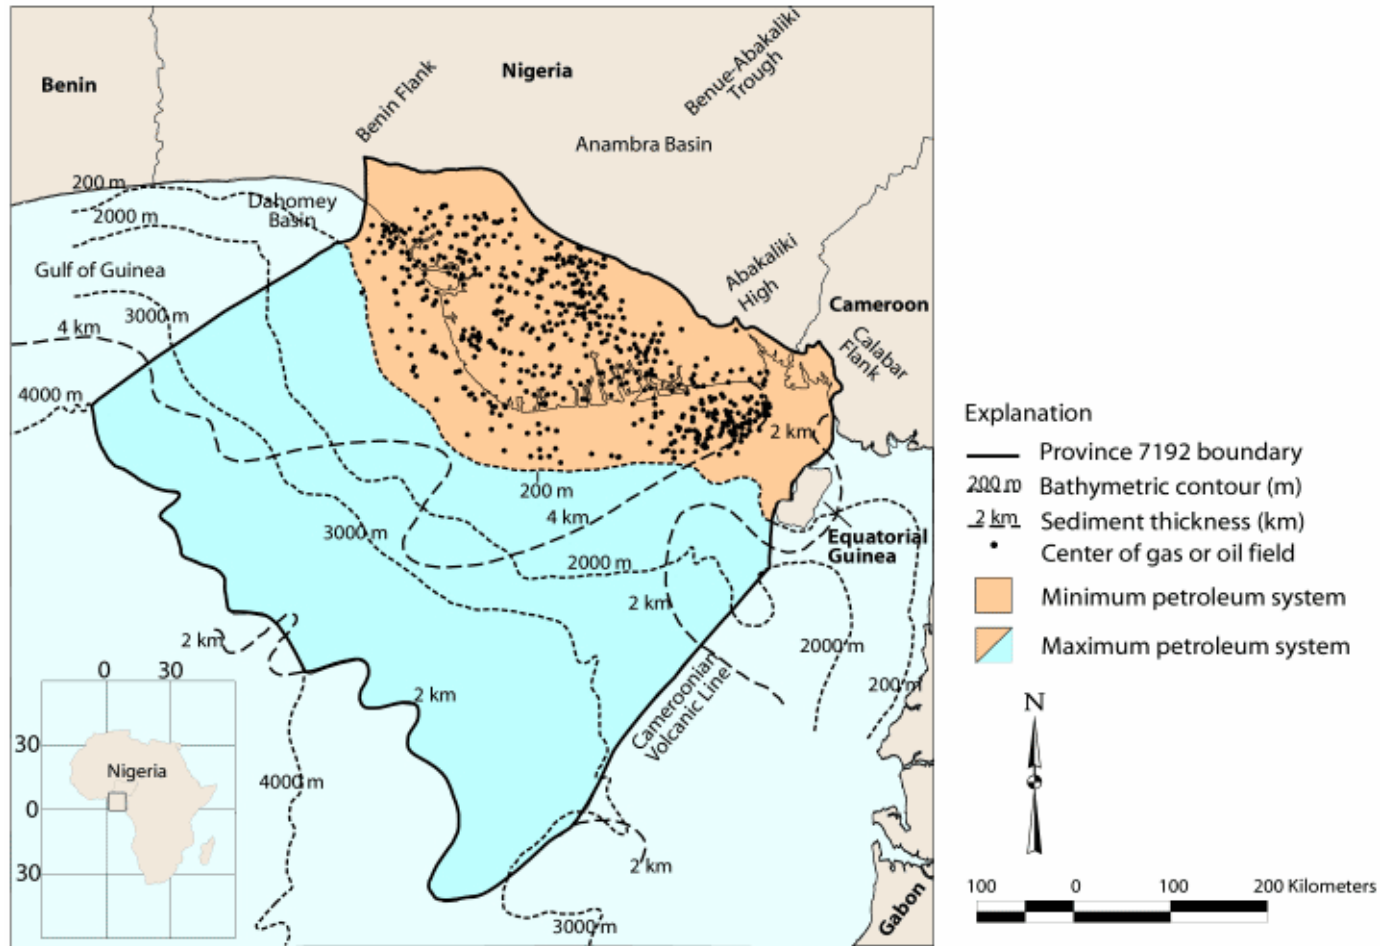 Benin
Nigeria
Benin Flank
Benue-Abakaliki
Trough
Anambra Basin
200 m
2000 m
Dahomey
Basin
Gulf of Guinea
3000 m
4 km
4000 m
Abakaliki
High
Cameroon
Calabar
Flank
2 km
200 m
4 km
3000 m
2000 m
Equatorial
Guinea
2 km
2 km
2000 m
200 m
2 km
Cameroonian
Volcanic Line
4000 m
2 km
3000 m
Gabon
0
30
30
Nigeria
0
30
Explanation
Province 7192 boundary
200 m
Bathymetric contour (m)
2 km
Sediment thickness (km)
Center of gas or oil field
Minimum petroleum system
Maximum petroleum system
N
100
0
100
200 Kilometers